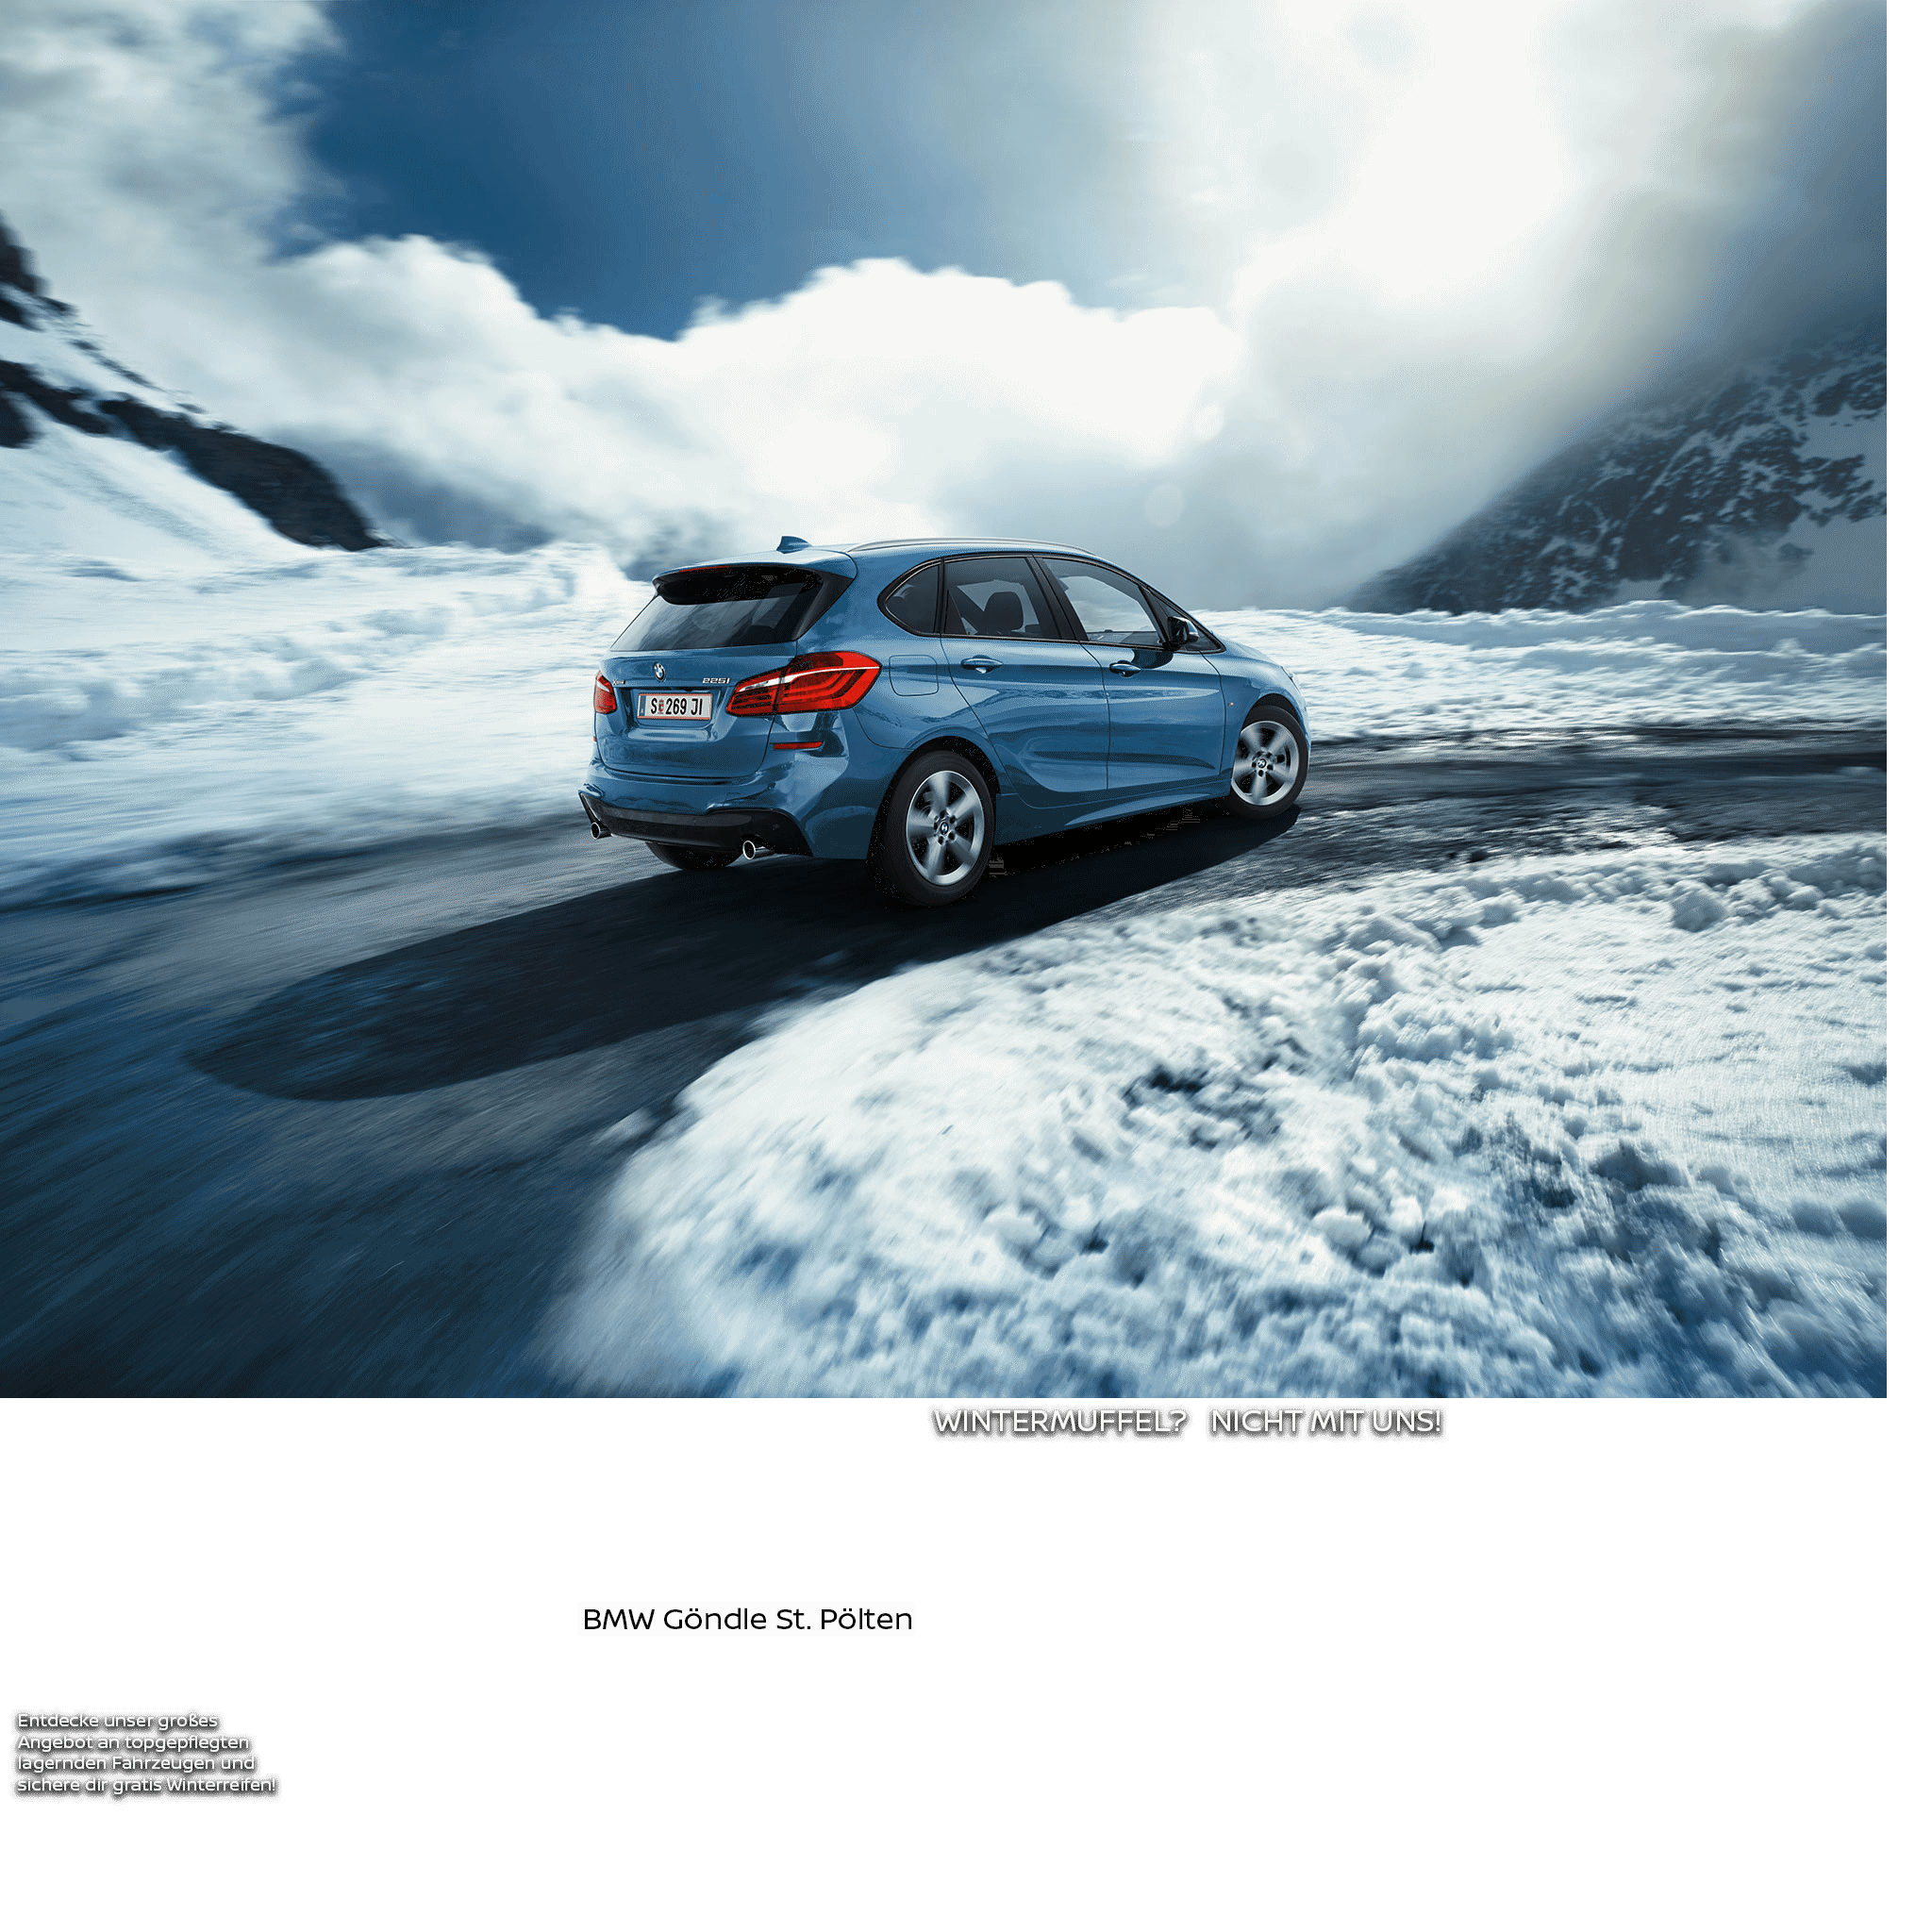 225i
S 269 JI
WINTERMUFFEL? NICHT MIT UNS!
BMW Göndle St. Pölten
Entdecke unser großes
Angebot an topgepflegten
lagernden Fahrzeugen und
sichere dir gratis Winterreifen!